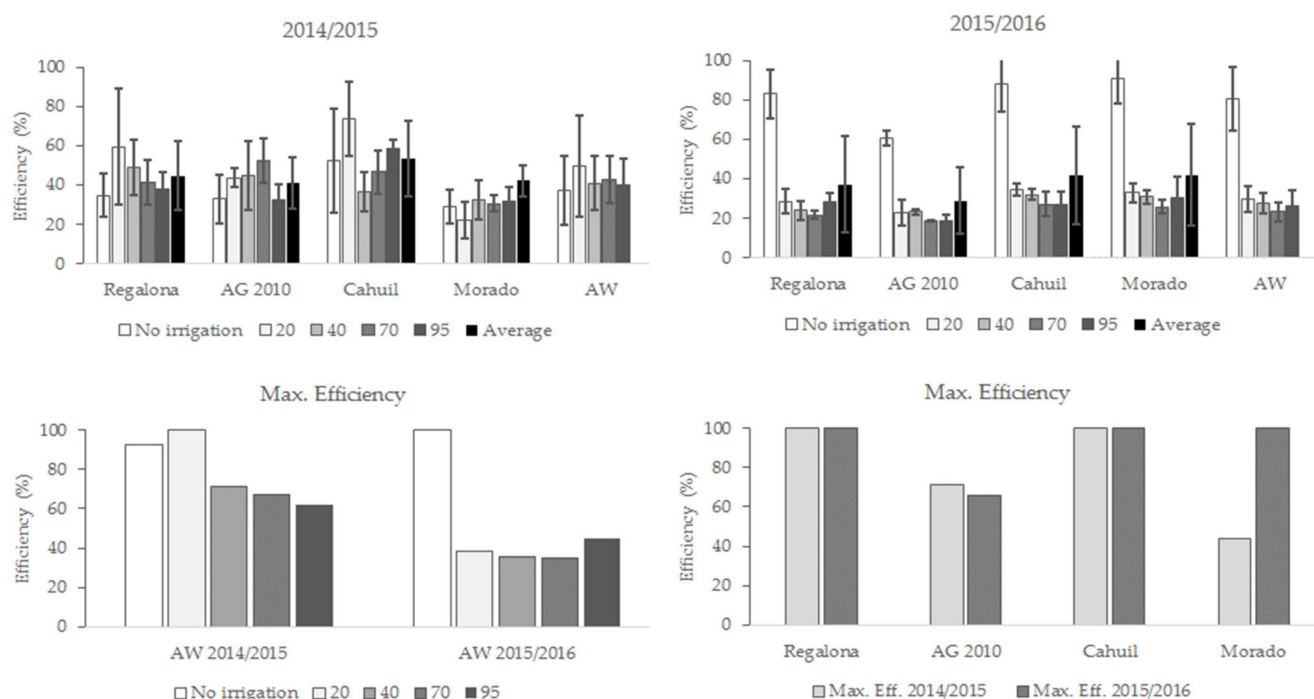 2014/2015
Efficiency (%)
100
80
60
40
20
0
Regalona AG 2010 Cahuil Morado AW
No irrigation 20 40 70 95 Average
2015/2016
Efficiency (%)
100
80
60
40
20
0
Regalona AG 2010 Cahuil Morado AW
No irrigation 20 40 70 95 Average
Max. Efficiency
Efficiency (%)
100
80
60
40
20
0
AW 2014/2015 AW 2015/2016
No irrigation 20 40 70 95
Max. Efficiency
Efficiency (%)
100
80
60
40
20
0
Regalona AG 2010 Cahuil Morado
Max. Eff. 2014/2015 Max. Eff. 2015/2016